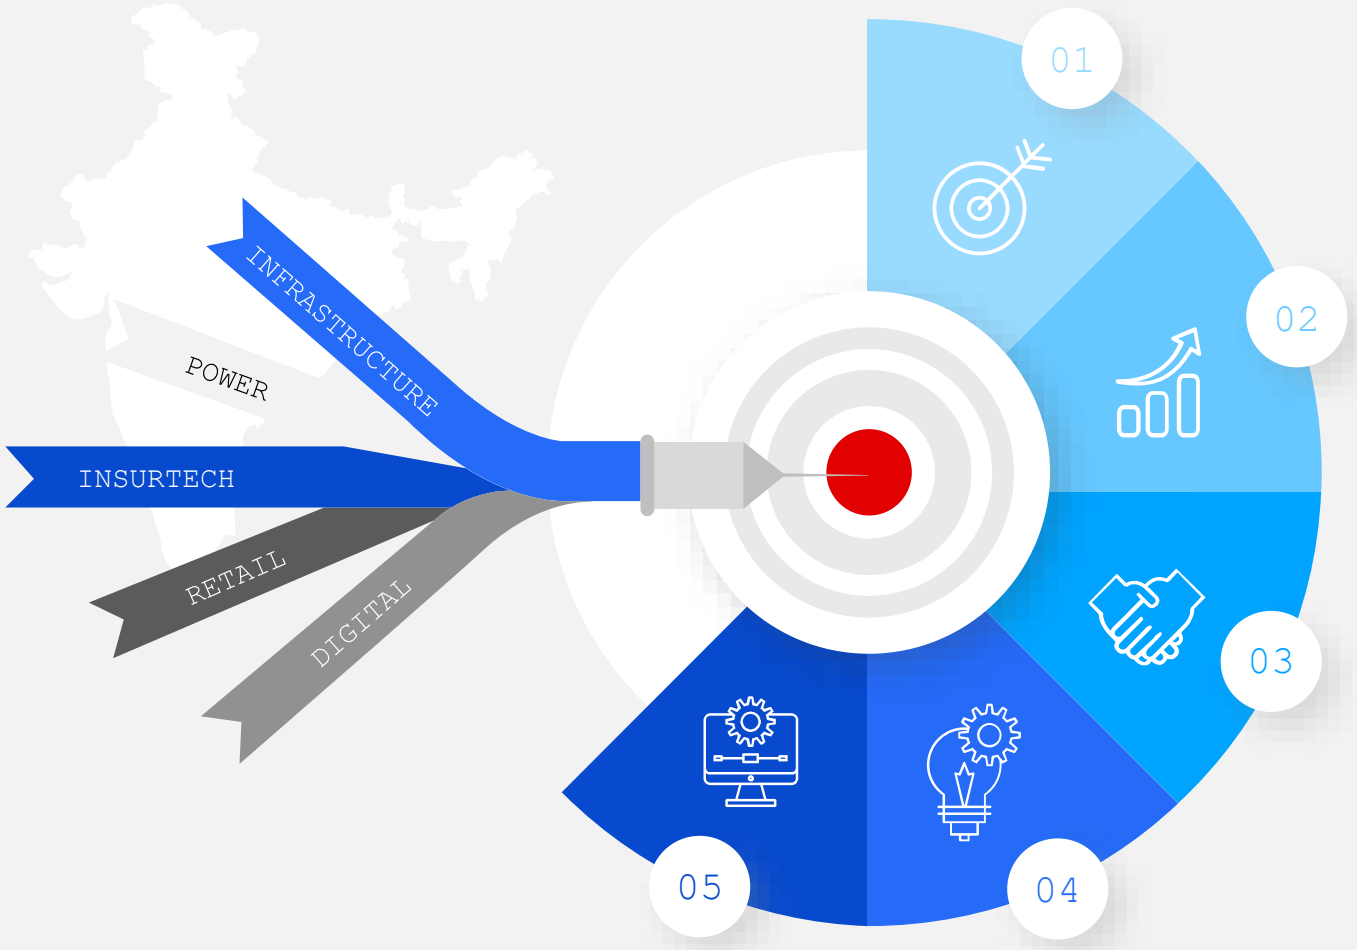 INFRASTRUCTURE
POWER
INSURTECH
RETAIL
DIGITAL
01
02
03
04
05